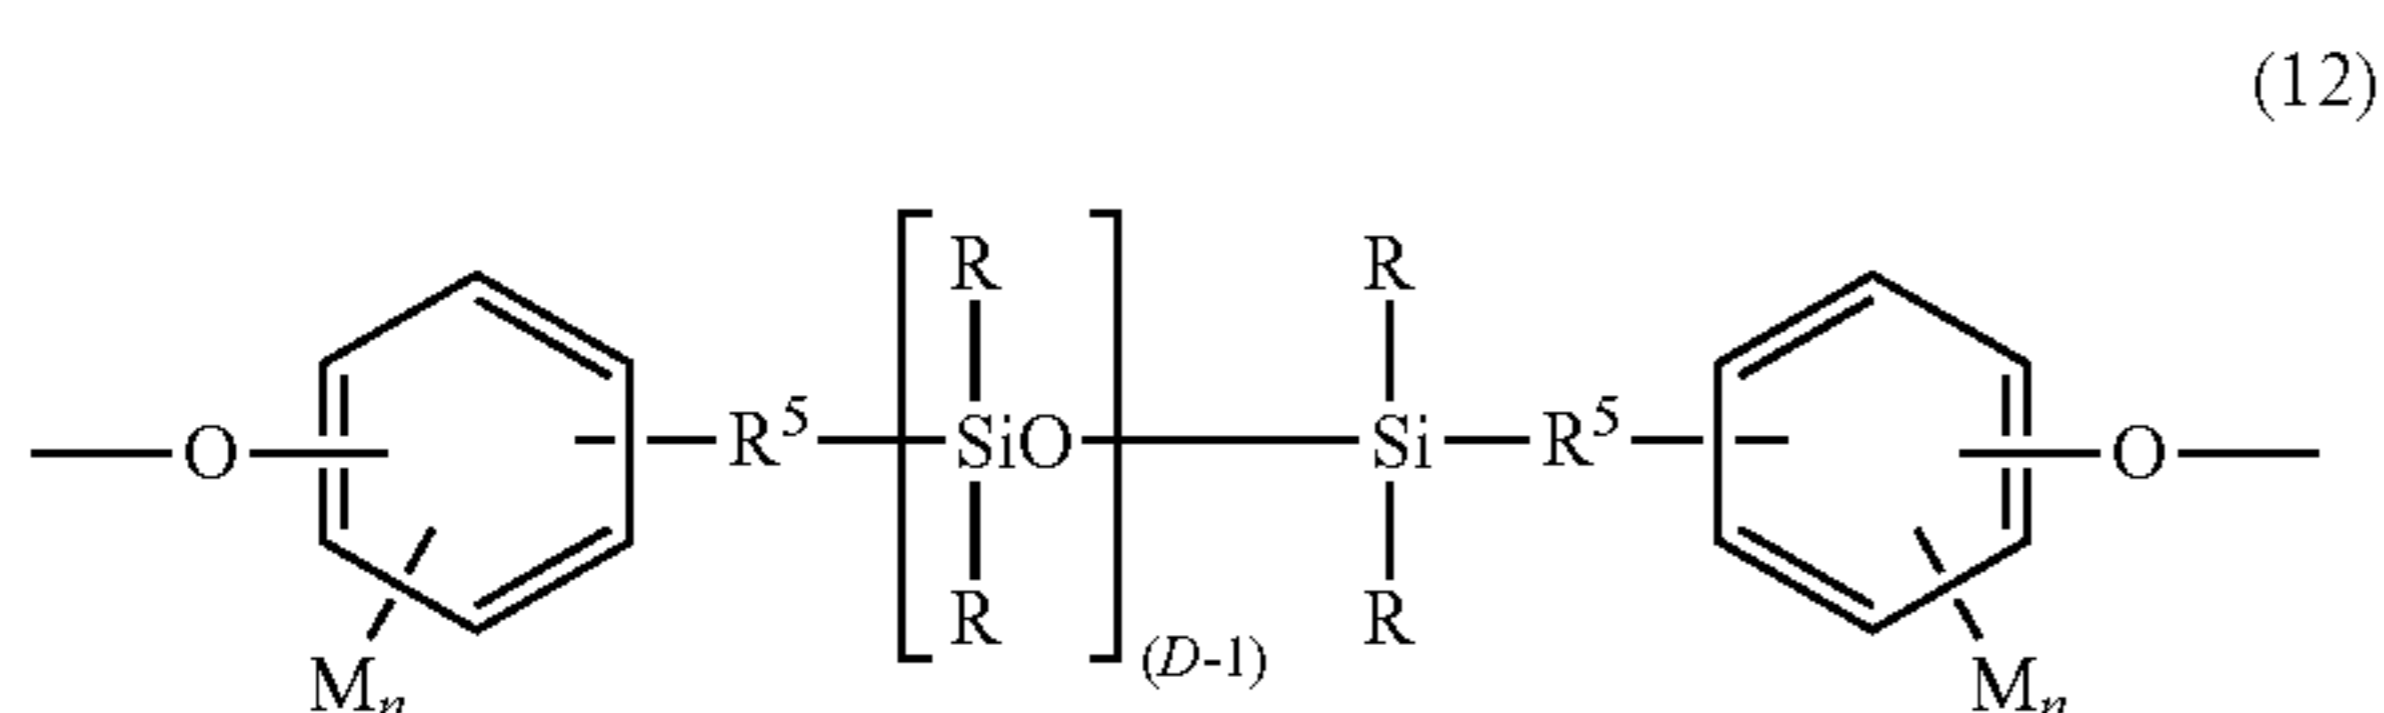 (12)
R R
O R⁵ SiO Si R⁵ O
R R
(D-1)
Mₙ Mₙ